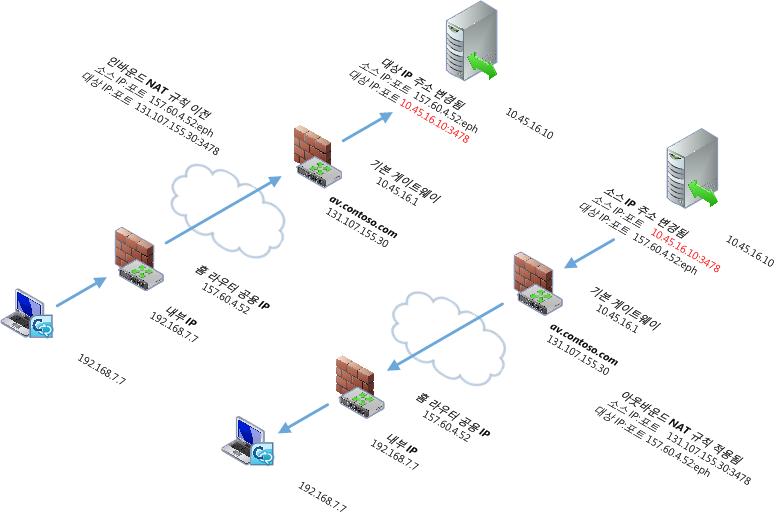 인바운드 NAT 규칙 이전
소스 IP:포트 157.60.4.52:eph
대상 IP:포트 131.107.155.30:3478
대상 IP 주소 변경됨
소스 IP:포트 157.60.4.52:eph
대상 IP:포트 10.45.16.10:3478
10.45.16.10
기본 게이트웨이
10.45.16.1
av.contoso.com
131.107.155.30
홈 라우터 공용 IP
157.60.4.52
내부 IP
192.168.7.7
192.168.7.7
소스 IP 주소 변경됨
소스 IP:포트 10.45.16.10:3478
대상 IP:포트 157.60.4.52:eph
10.45.16.10
기본 게이트웨이
10.45.16.1
av.contoso.com
131.107.155.30
아웃바운드 NAT 규칙 적용됨
소스 IP:포트 131.107.155.30:3478
대상 IP:포트 157.60.4.52:eph
홈 라우터 공용 IP
157.60.4.52
내부 IP
192.168.7.7
192.168.7.7